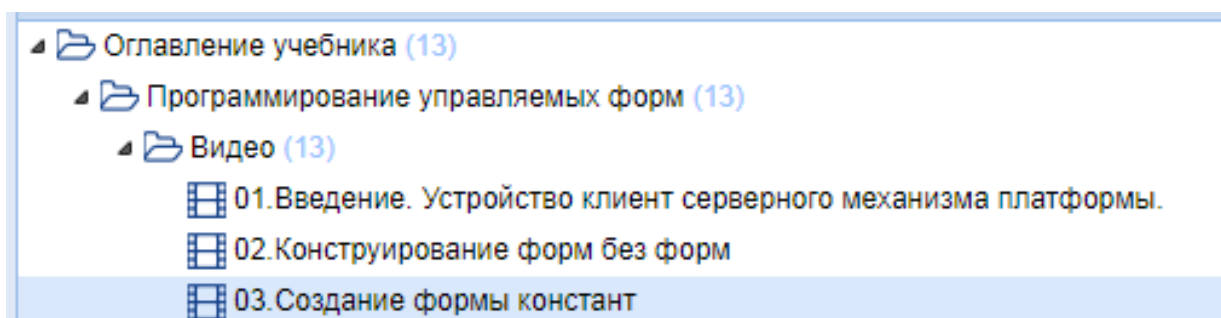 Оглавление учебника (13)
Программирование управляемых форм (13)
Видео (13)
01.Введение. Устройство клиент серверного механизма платформы.
02.Конструирование форм без форм
03.Создание формы констант